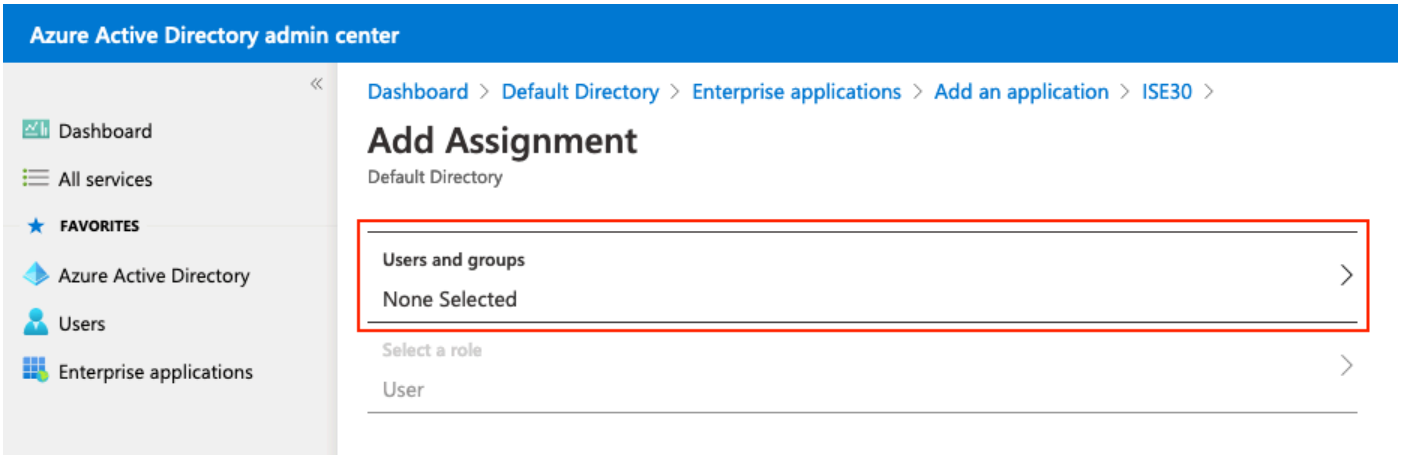 Azure Active Directory admin center
«
Dashboard > Default Directory > Enterprise applications > Add an application > ISE30 >
Add Assignment
Default Directory
Dashboard
All services
FAVORITES
Azure Active Directory
Users
Enterprise applications
Users and groups
None Selected
Select a role
User